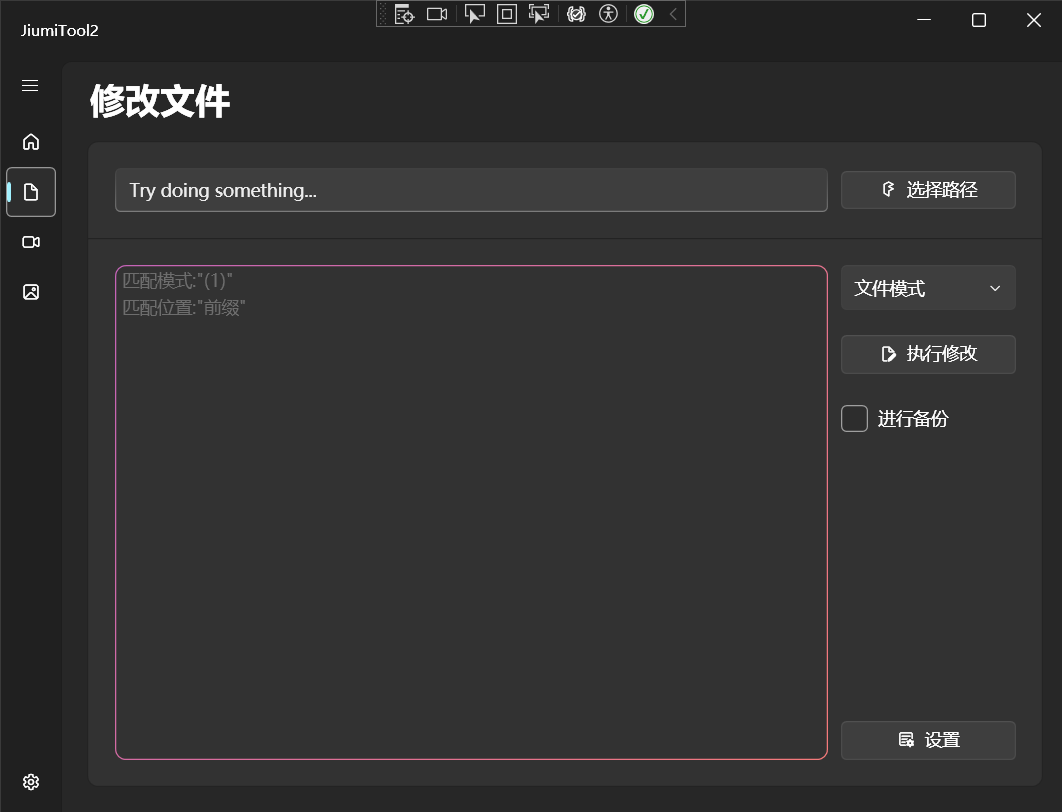 JiumiTool2
修改文件
Try doing something...
选择路径
匹配模式:"(1)"
匹配位置:"前缀"
文件模式
执行修改
进行备份
设置